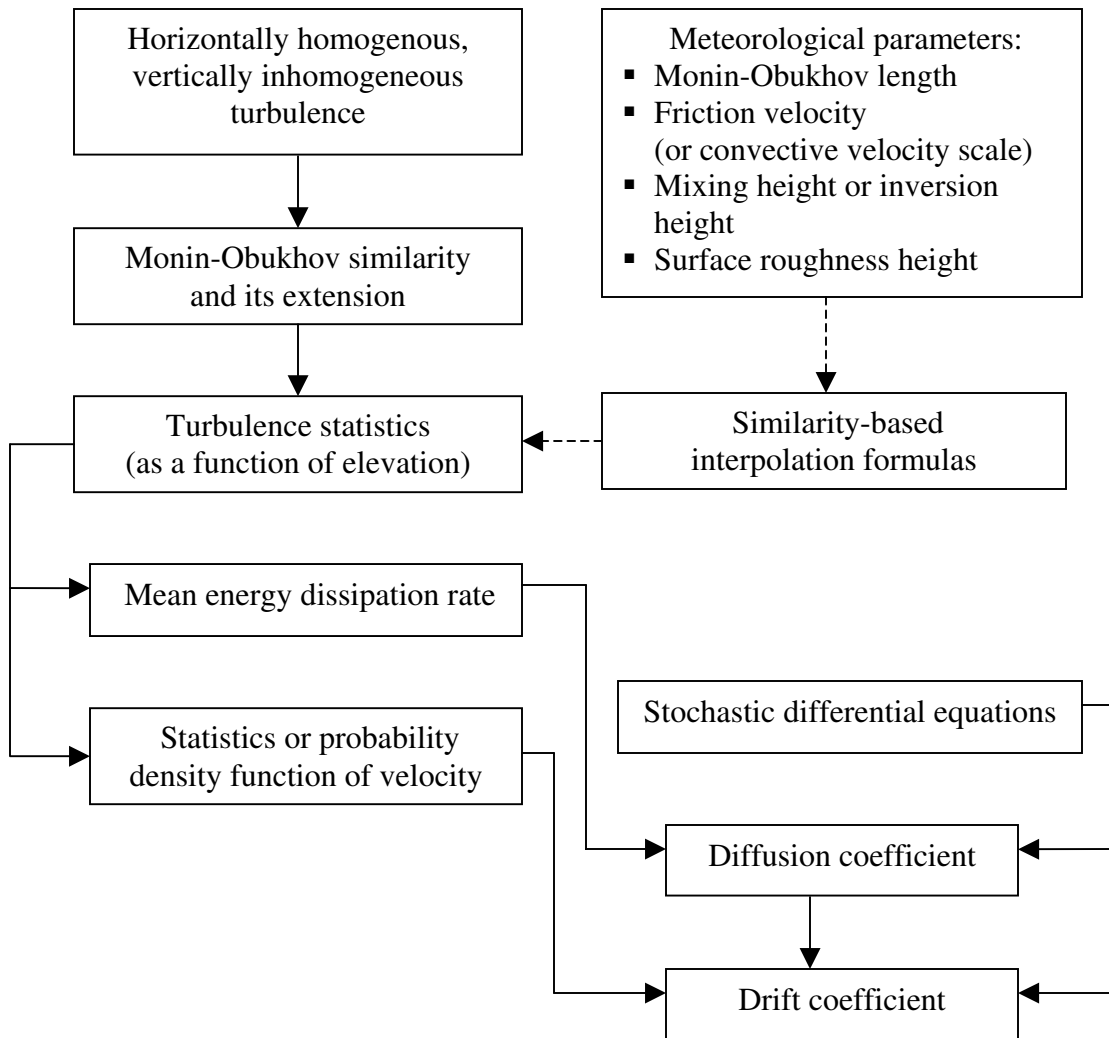 Horizontally homogenous,
vertically inhomogeneous
turbulence
Meteorological parameters:
▪ Monin-Obukhov length
▪ Friction velocity
(or convective velocity scale)
▪ Mixing height or inversion
height
▪ Surface roughness height
Monin-Obukhov similarity
and its extension
Turbulence statistics
(as a function of elevation)
Similarity-based
interpolation formulas
Mean energy dissipation rate
Stochastic differential equations
Statistics or probability
density function of velocity
Diffusion coefficient
Drift coefficient